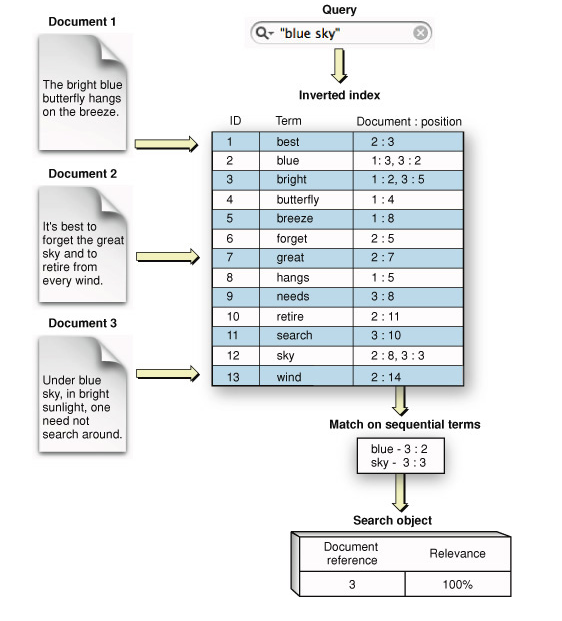 Document 1
The bright blue
butterfly hangs
on the breeze.
Document 2
It's best to
forget the great
sky and to
retire from
every wind.
Document 3
Under blue
sky, in bright
sunlight, one
need not
search around.
Query
"blue sky"
Inverted index
ID Term Document : position
1 best 2 : 3
2 blue 1: 3, 3 : 2
3 bright 1 : 2, 3 : 5
4 butterfly 1 : 4
5 breeze 1 : 8
6 forget 2 : 5
7 great 2 : 7
8 hangs 1 : 5
9 needs 3 : 8
10 retire 2 : 11
11 search 3 : 10
12 sky 2 : 8, 3 : 3
13 wind 2 : 14
Match on sequential terms
blue - 3 : 2
sky - 3 : 3
Search object
Document
reference
Relevance
3 100%